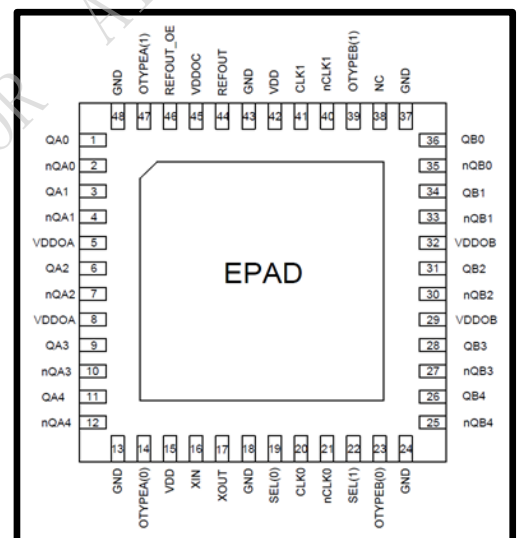 OR A
GND OTYPEA(1) REFOUT_OE VDDOC REFOUT GND VDD CLK1 nCLK1 OTYPEB(1) NC GND
48 47 46 45 44 43 42 41 40 39 38 37
QA0 1 36 QB0
nQA0 2 35 nQB0
QA1 3 34 QB1
nQA1 4 33 nQB1
VDDOA 5 32 VDDOB
QA2 6 31 QB2
EPAD
nQA2 7 30 nQB2
VDDOA 8 29 VDDOB
QA3 9 28 QB3
nQA3 10 27 nQB3
QA4 11 26 QB4
nQA4 12 25 nQB4
13 14 15 16 17 18 19 20 21 22 23 24
GND OTYPEA(0) VDD XIN XOUT GND SEL(0) CLK0 nCLK0 SEL(1) OTYPEB(0) GND